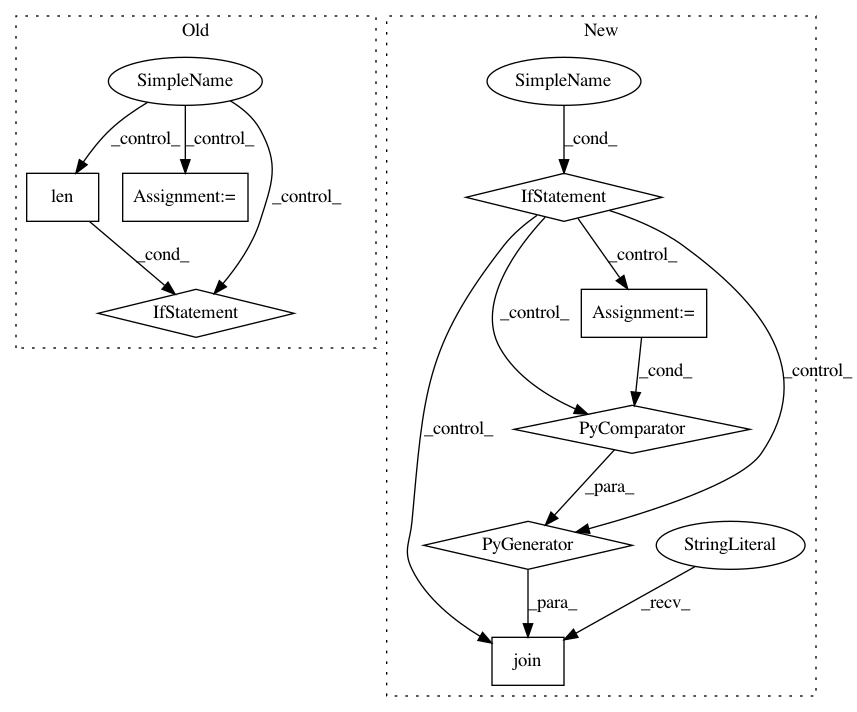 Old
New
SimpleName
SimpleName
_control_
_control_
_cond_
len
Assignment:=
_control_
IfStatement
_cond_
_control_
IfStatement
_control_
Assignment:=
_cond_
_control_
_control_
PyComparator
_para_
PyGenerator
StringLiteral
_para_
_recv_
join